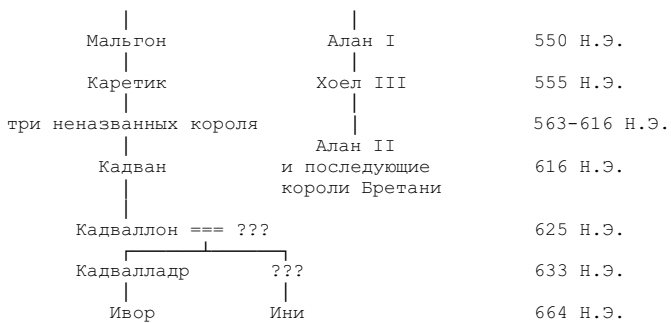 Мальгон Алан I 550 Н.Э.
Каретик Хоел III 555 Н.Э.
три неназванных короля 563-616 Н.Э.
Алан II
Кадван и последующие 616 Н.Э.
короли Бретани
Кадваллон === ??? 625 Н.Э.
Кадвалладр ??? 633 Н.Э.
Ивор Ини 664 Н.Э.